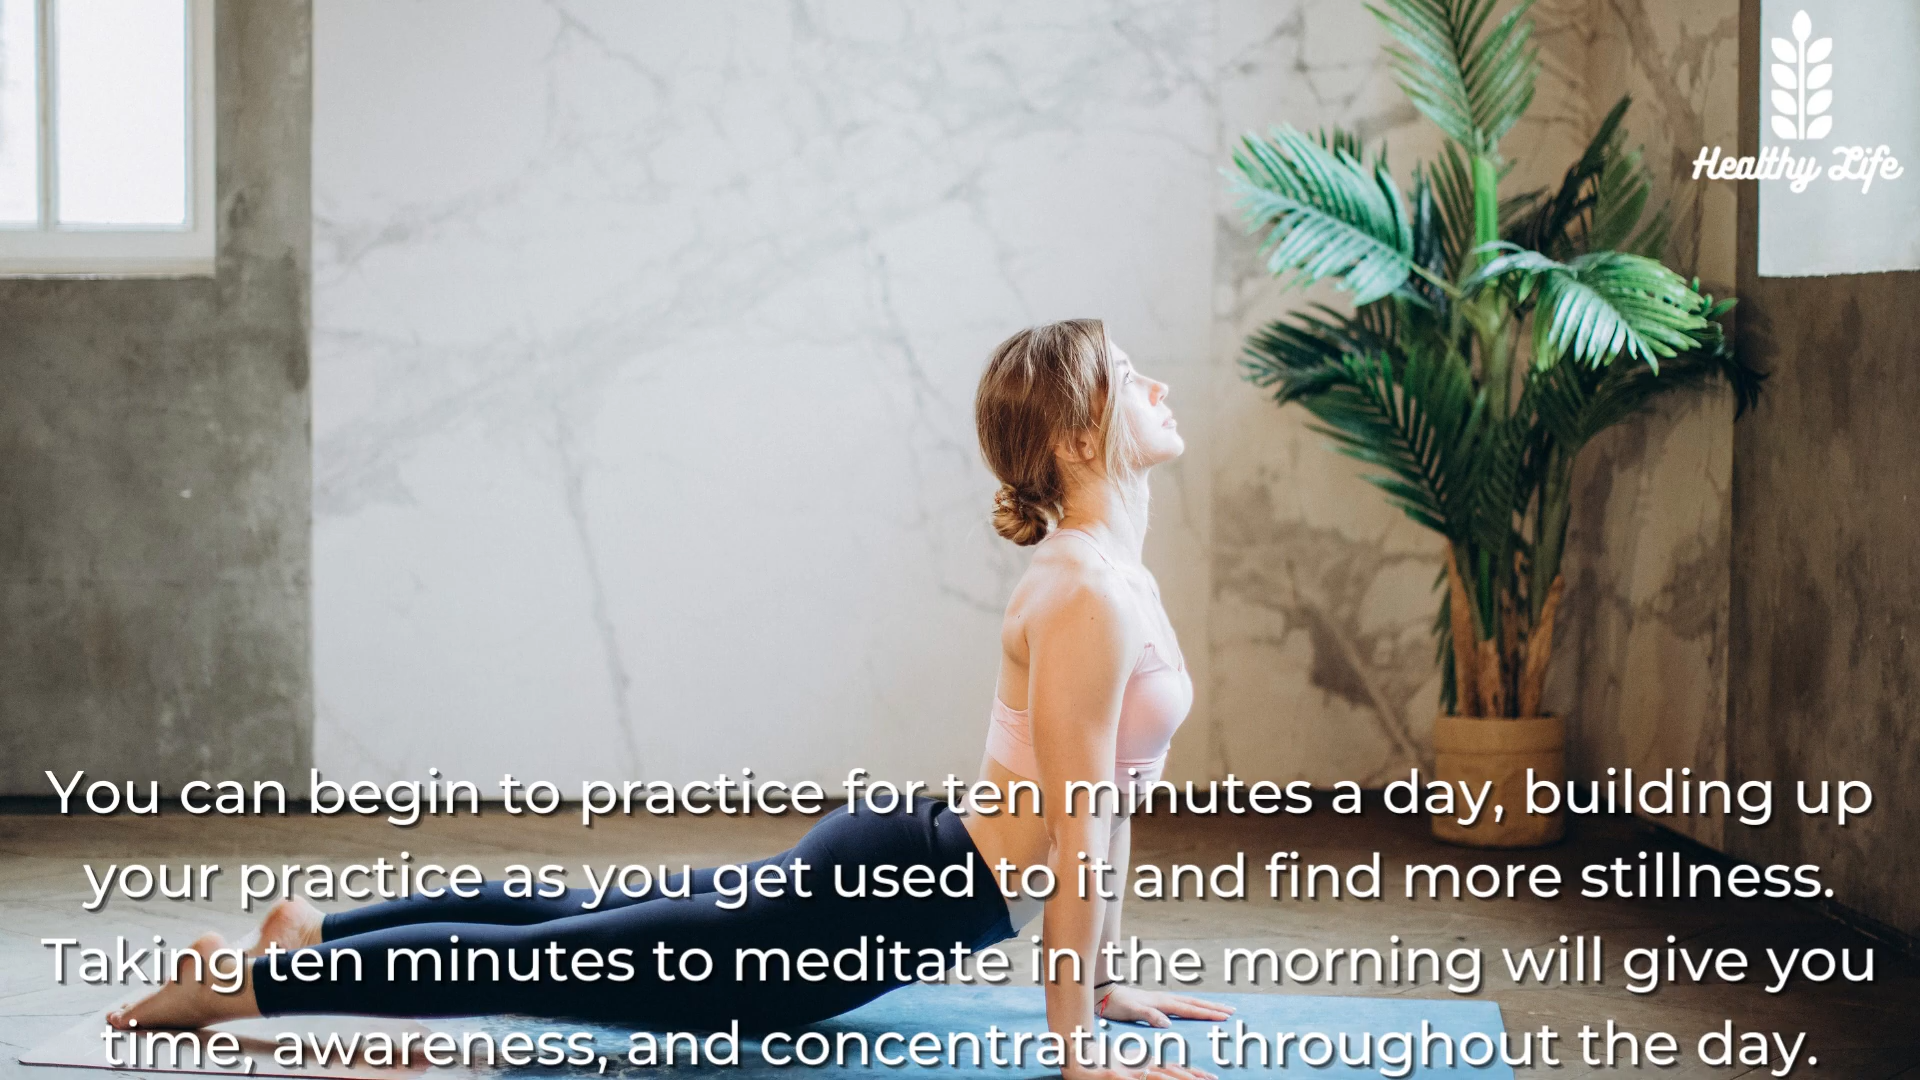 Healthy Life
You can begin to practice for ten minutes a day, building up
your practice as you get used to it and find more stillness.
Taking ten minutes to meditate in the morning will give you
time, awareness, and concentration throughout the day.